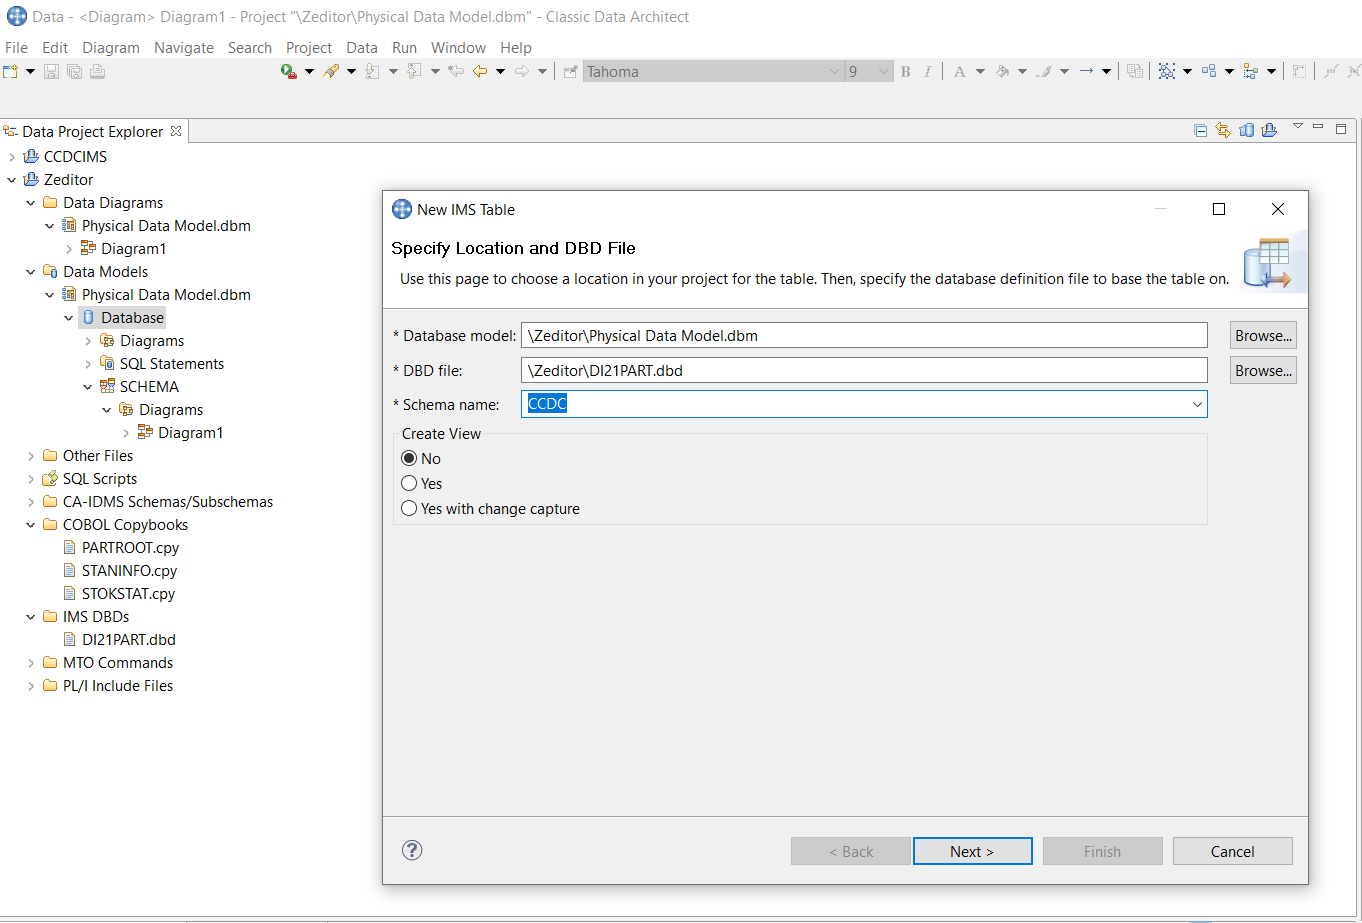 Data - <Diagram> Diagram1 - Project "\Zeditor\Physical Data Model.dbm" - Classic Data Architect
File Edit Diagram Navigate Search Project Data Run Window Help
Tahoma 9 B I A
Data Project Explorer
CCDCIMS
Zeditor
Data Diagrams
Physical Data Model.dbm
Diagram1
Data Models
Physical Data Model.dbm
Database
Diagrams
SQL Statements
SCHEMA
Diagrams
Diagram1
Other Files
SQL Scripts
CA-IDMS Schemas/Subschemas
COBOL Copybooks
PARTROOT.cpy
STANINFO.cpy
STOKSTAT.cpy
IMS DBDs
DI21PART.dbd
MTO Commands
PL/I Include Files
New IMS Table
Specify Location and DBD File
Use this page to choose a location in your project for the table. Then, specify the database definition file to base the table on.
* Database model: \Zeditor\Physical Data Model.dbm Browse...
* DBD file: \Zeditor\DI21PART.dbd Browse...
* Schema name: CCDC
Create View
No
Yes
Yes with change capture
? < Back Next > Finish Cancel